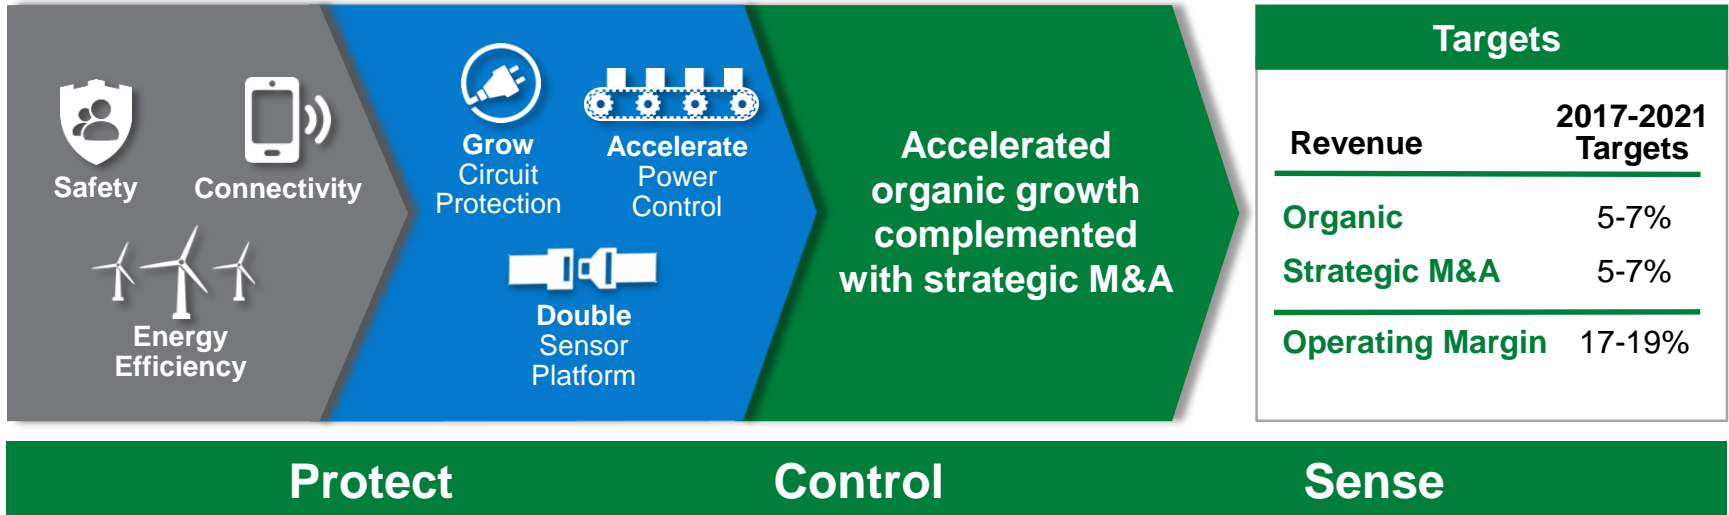 Safety
Connectivity
Energy
Efficiency
Grow
Circuit
Protection
Accelerate
Power
Control
Double
Sensor
Platform
Accelerated
organic growth
complemented
with strategic M&A
Targets
Revenue
2017-2021
Targets
Organic 5-7%
Strategic M&A 5-7%
Operating Margin 17-19%
Protect Control Sense